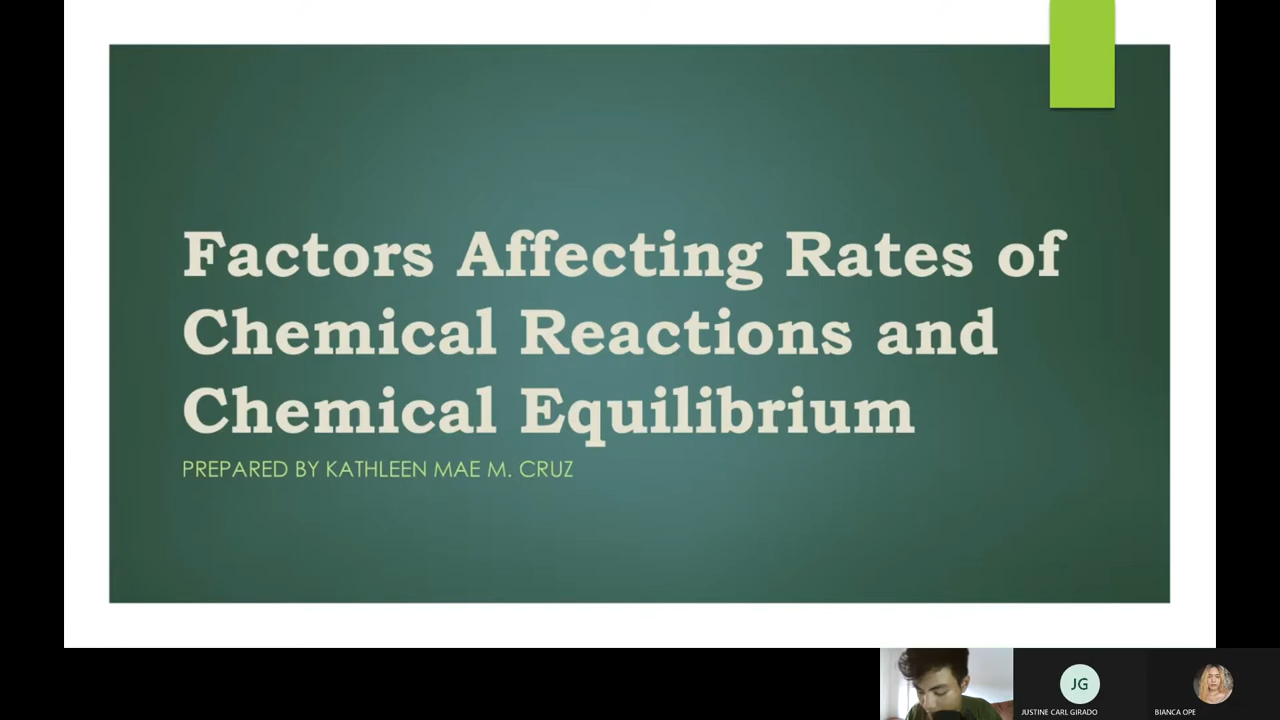 Factors Affecting Rates of
Chemical Reactions and
Chemical Equilibrium
PREPARED BY KATHLEEN MAE M. CRUZ
JG
JUSTINE CARL GIRADO
BIANCA OPE